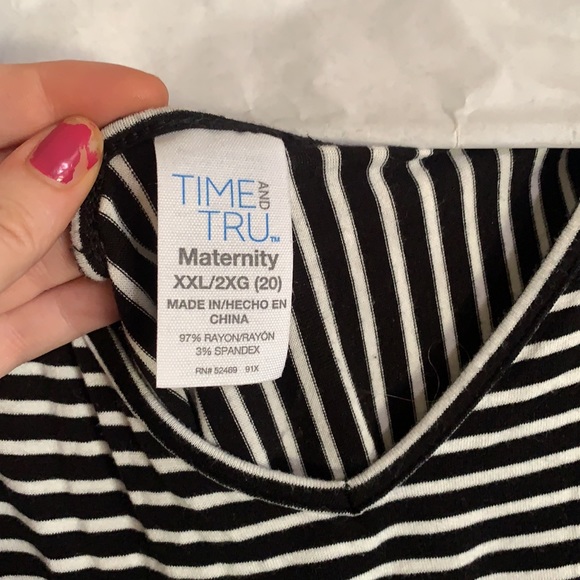 TIME AND
TRU™
Maternity
XXL/2XG (20)
MADE IN/HECHO EN
CHINA
97% RAYON/RAYÓN
3% SPANDEX
RN# 52469 91X